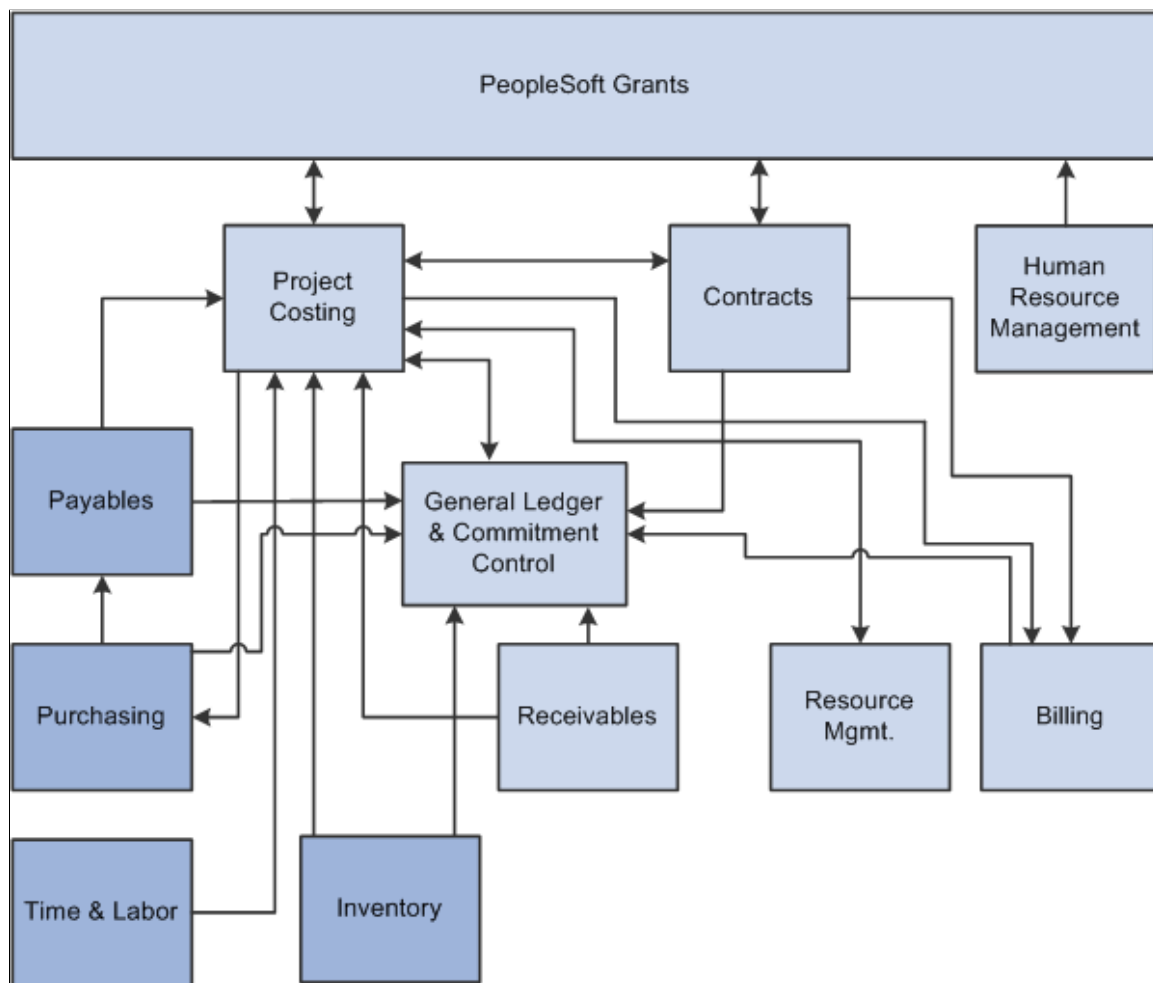 PeopleSoft Grants
Project
Costing
Contracts
Human
Resource
Management
Payables
General Ledger
& Commitment
Control
Purchasing
Receivables
Resource
Mgmt.
Billing
Time & Labor
Inventory